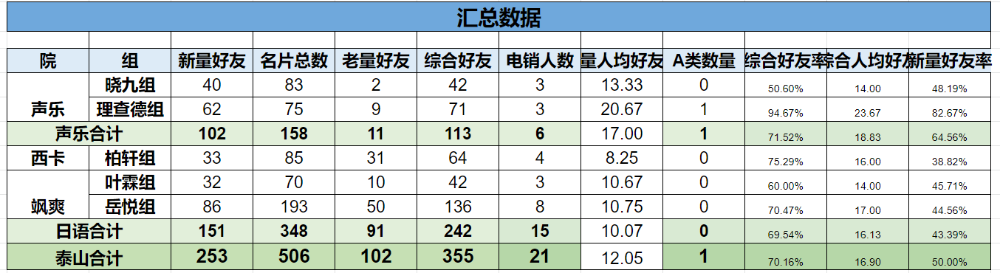 汇总数据
院 组 新量好友 名片总数 老量好友 综合好友 电销人数 量人均好友 A类数量 综合好友率 综合人均好友 新量好友率
晓九组 40 83 2 42 3 13.33 0 50.60% 14.00 48.19%
声乐 理查德组 62 75 9 71 3 20.67 1 94.67% 23.67 82.67%
声乐合计 102 158 11 113 6 17.00 1 71.52% 18.83 64.56%
西卡 柏轩组 33 85 31 64 4 8.25 0 75.29% 16.00 38.82%
叶霖组 32 70 10 42 3 10.67 0 60.00% 14.00 45.71%
飒爽 岳悦组 86 193 50 136 8 10.75 0 70.47% 17.00 44.56%
日语合计 151 348 91 242 15 10.07 0 69.54% 16.13 43.39%
泰山合计 253 506 102 355 21 12.05 1 70.16% 16.90 50.00%